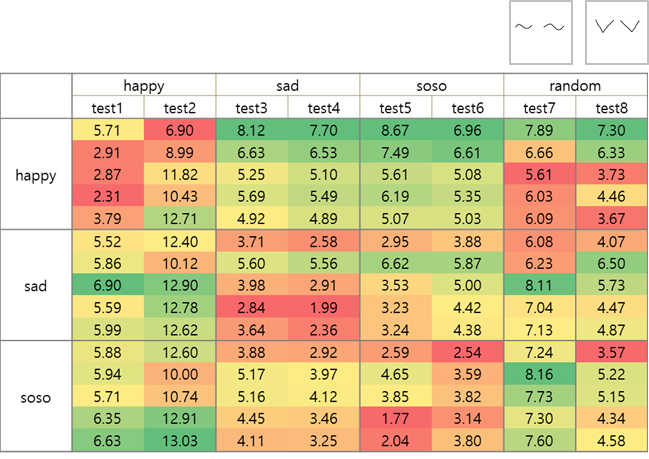 happy sad soso random
test1 test2 test3 test4 test5 test6 test7 test8
happy 5.71 6.90 8.12 7.70 8.67 6.96 7.89 7.30
2.91 8.99 6.63 6.53 7.49 6.61 6.66 6.33
2.87 11.82 5.25 5.10 5.61 5.08 5.61 3.73
2.31 10.43 5.69 5.49 6.19 5.35 6.03 4.46
3.79 12.71 4.92 4.89 5.07 5.03 6.09 3.67
sad 5.52 12.40 3.71 2.58 2.95 3.88 6.08 4.07
5.86 10.12 5.60 5.56 6.62 5.87 6.23 6.50
6.90 12.90 3.98 2.91 3.53 5.00 8.11 5.73
5.59 12.78 2.84 1.99 3.23 4.42 7.04 4.47
5.99 12.62 3.64 2.36 3.24 4.38 7.13 4.87
soso 5.88 12.60 3.88 2.92 2.59 2.54 7.24 3.57
5.94 10.00 5.17 3.97 4.65 3.59 8.16 5.22
5.71 10.74 5.16 4.12 3.85 3.82 7.73 5.15
6.35 12.91 4.45 3.46 1.77 3.14 7.30 4.34
6.63 13.03 4.11 3.25 2.04 3.80 7.60 4.58